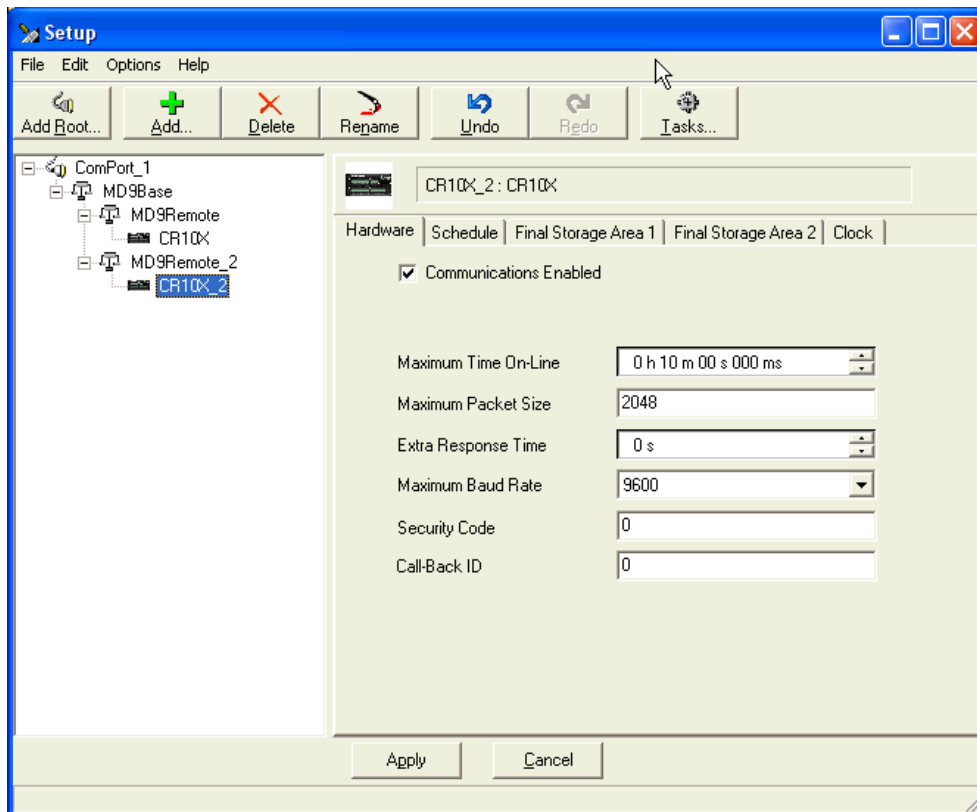 Setup
File Edit Options Help
Add Root... Add... Delete Rename Undo Redo Tasks...
ComPort_1
MD9Base
MD9Remote
CR10X
MD9Remote_2
CR10X_2
CR10X_2 : CR10X
Hardware Schedule Final Storage Area 1 Final Storage Area 2 Clock
Communications Enabled
Maximum Time On-Line 0 h 10 m 00 s 000 ms
Maximum Packet Size 2048
Extra Response Time 0 s
Maximum Baud Rate 9600
Security Code 0
Call-Back ID 0
Apply Cancel